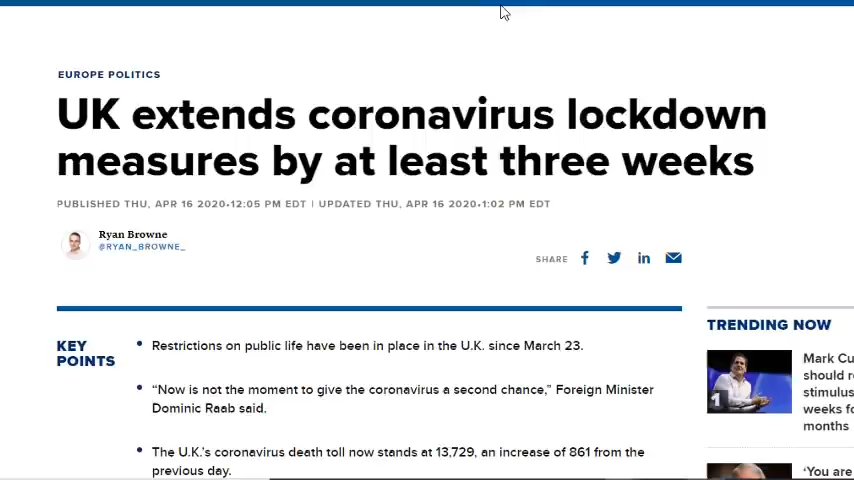 EUROPE POLITICS
UK extends coronavirus lockdown
measures by at least three weeks
PUBLISHED THU, APR 16 2020•12:05 PM EDT | UPDATED THU, APR 16 2020•1:02 PM EDT
Ryan Browne
@RYAN_BROWNE_
SHARE
KEY
POINTS
• Restrictions on public life have been in place in the U.K. since March 23.
• “Now is not the moment to give the coronavirus a second chance,” Foreign Minister
Dominic Raab said.
• The U.K.’s coronavirus death toll now stands at 13,729, an increase of 861 from the
previous day.
TRENDING NOW
1
Mark Cu
should r
stimulus
weeks fo
months
‘You are